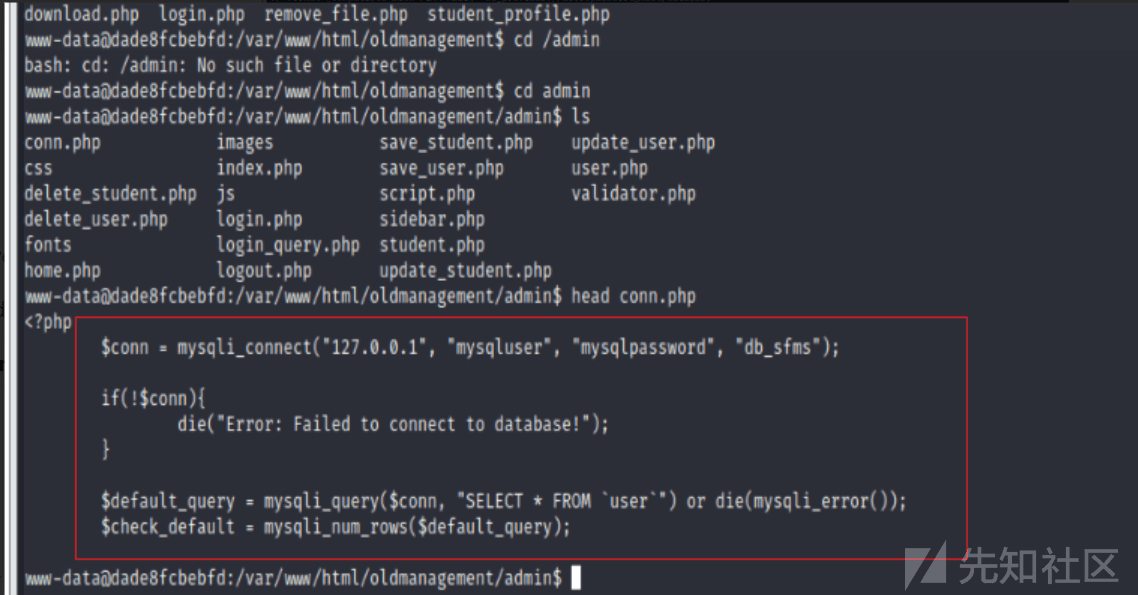 download.php  login.php  remove_file.php  student_profile.php
www-data@dade8fcbebfd:/var/www/html/oldmanagement$ cd /admin
bash: cd: /admin: No such file or directory
www-data@dade8fcbebfd:/var/www/html/oldmanagement$ cd admin
www-data@dade8fcbebfd:/var/www/html/oldmanagement/admin$ ls
conn.php            images           save_student.php    update_user.php
css                 index.php        save_user.php       user.php
delete_student.php  js               script.php          validator.php
delete_user.php     login.php        sidebar.php
fonts               login_query.php  student.php
home.php            logout.php       update_student.php
www-data@dade8fcbebfd:/var/www/html/oldmanagement/admin$ head conn.php
<?php
        $conn = mysqli_connect("127.0.0.1", "mysqluser", "mysqlpassword", "db_sfms");
        if(!$conn){
                die("Error: Failed to connect to database!");
        }
        $default_query = mysqli_query($conn, "SELECT * FROM `user`") or die(mysqli_error());
        $check_default = mysqli_num_rows($default_query);
www-data@dade8fcbebfd:/var/www/html/oldmanagement/admin$
先知社区